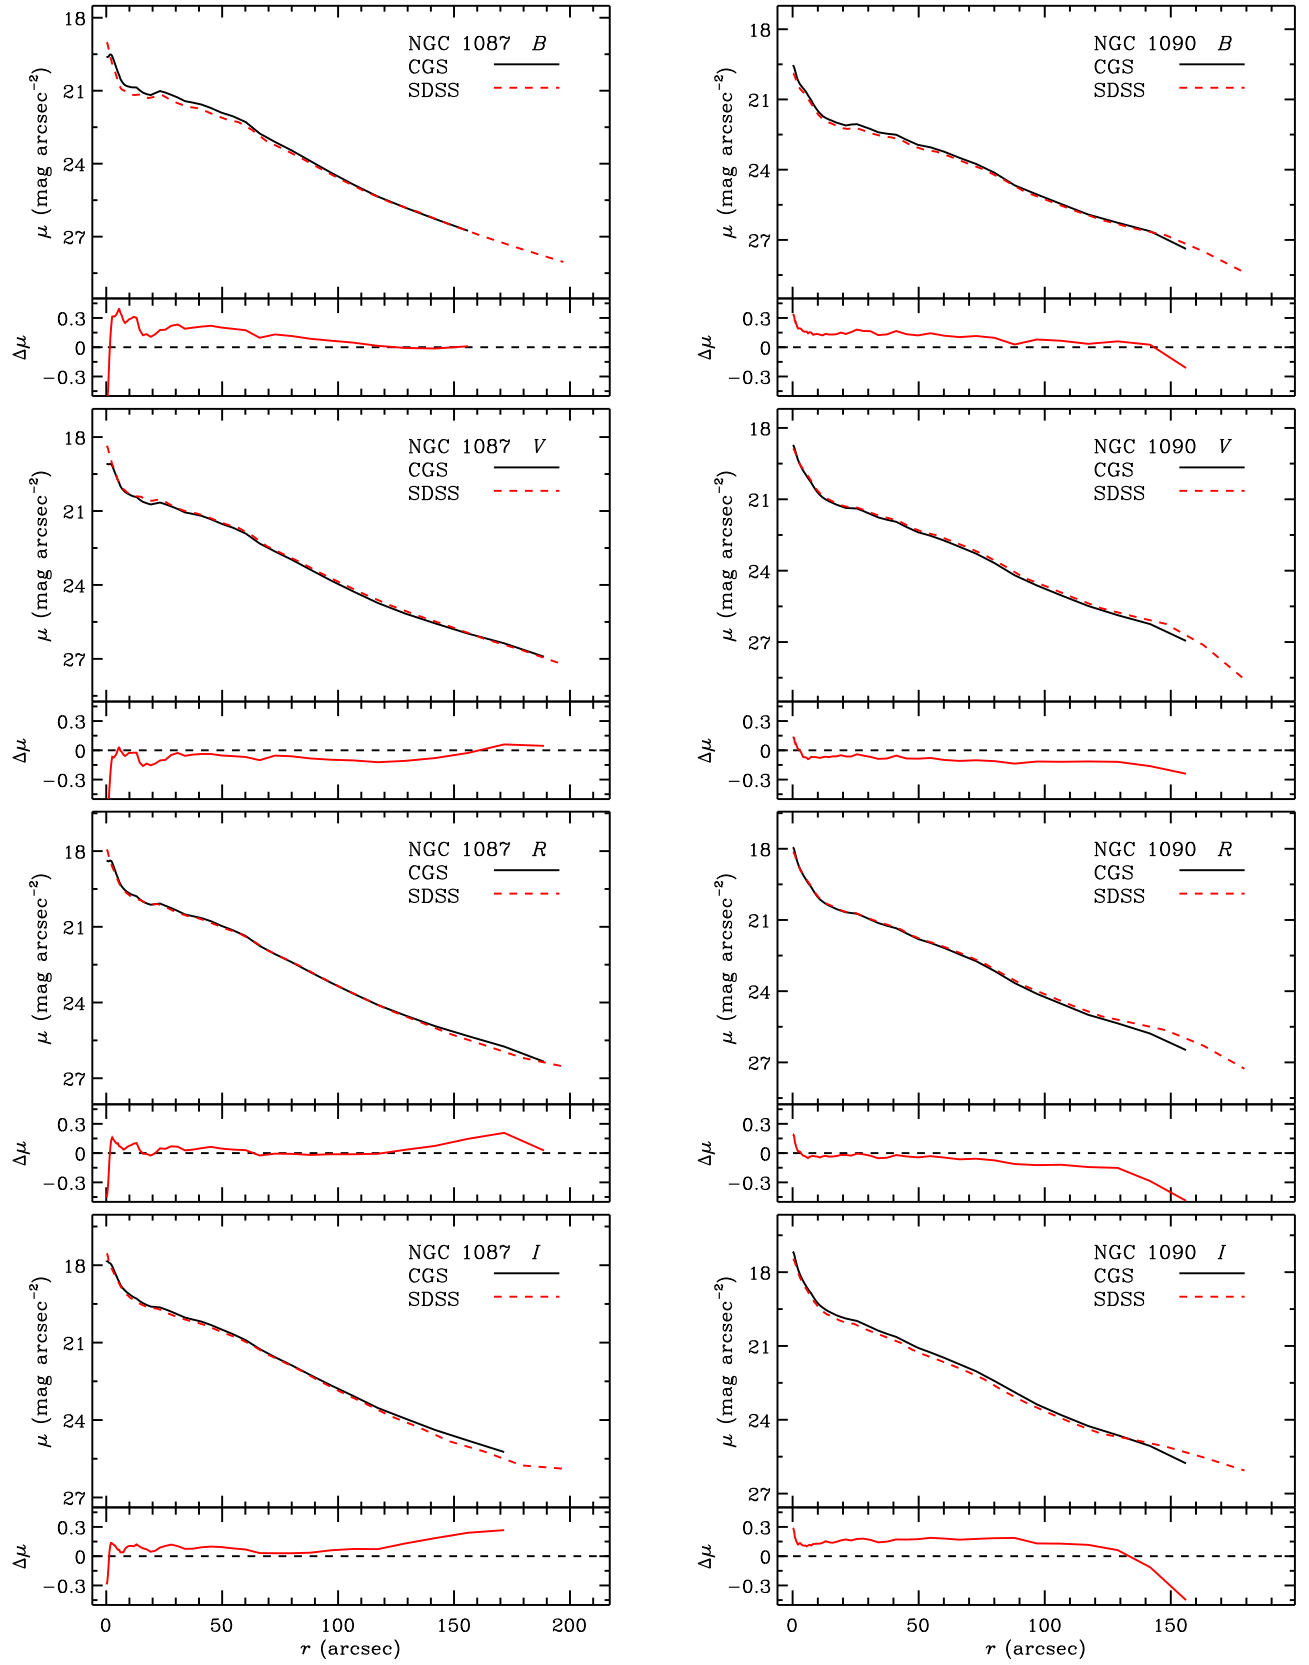 NGC 1087 B
CGS
SDSS
18
21
24
27
μ (mag arcsec⁻²)
0.3
0
−0.3
Δμ
NGC 1090 B
CGS
SDSS
18
21
24
27
μ (mag arcsec⁻²)
0.3
0
−0.3
Δμ
NGC 1087 V
CGS
SDSS
18
21
24
27
μ (mag arcsec⁻²)
0.3
0
−0.3
Δμ
NGC 1090 V
CGS
SDSS
18
21
24
27
μ (mag arcsec⁻²)
0.3
0
−0.3
Δμ
NGC 1087 R
CGS
SDSS
18
21
24
27
μ (mag arcsec⁻²)
0.3
0
−0.3
Δμ
NGC 1090 R
CGS
SDSS
18
21
24
27
μ (mag arcsec⁻²)
0.3
0
−0.3
Δμ
NGC 1087 I
CGS
SDSS
18
21
24
27
μ (mag arcsec⁻²)
0.3
0
−0.3
Δμ
0 50 100 150 200
r (arcsec)
NGC 1090 I
CGS
SDSS
18
21
24
27
μ (mag arcsec⁻²)
0.3
0
−0.3
Δμ
0 50 100 150
r (arcsec)